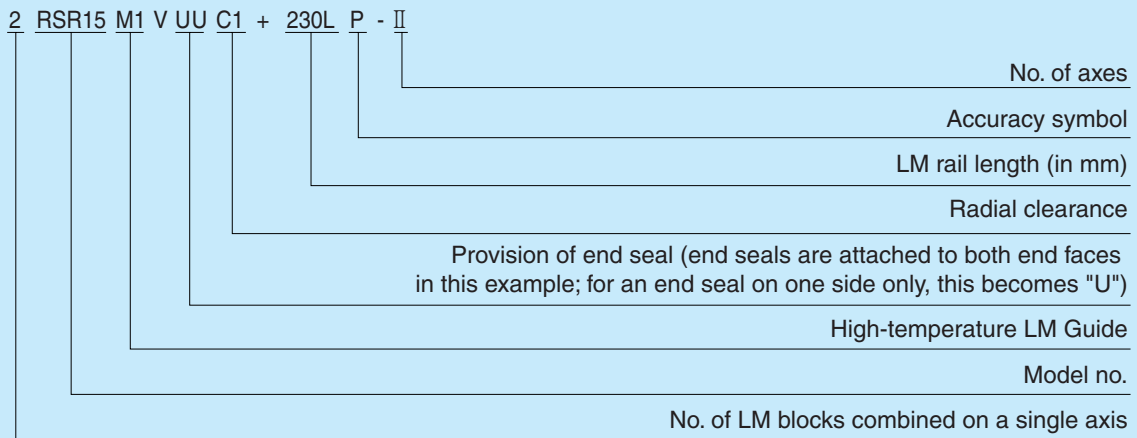 2 RSR15 M1 V UU C1 + 230L P - Ⅱ
No. of axes
Accuracy symbol
LM rail length (in mm)
Radial clearance
Provision of end seal (end seals are attached to both end faces
in this example; for an end seal on one side only, this becomes "U")
High-temperature LM Guide
Model no.
No. of LM blocks combined on a single axis